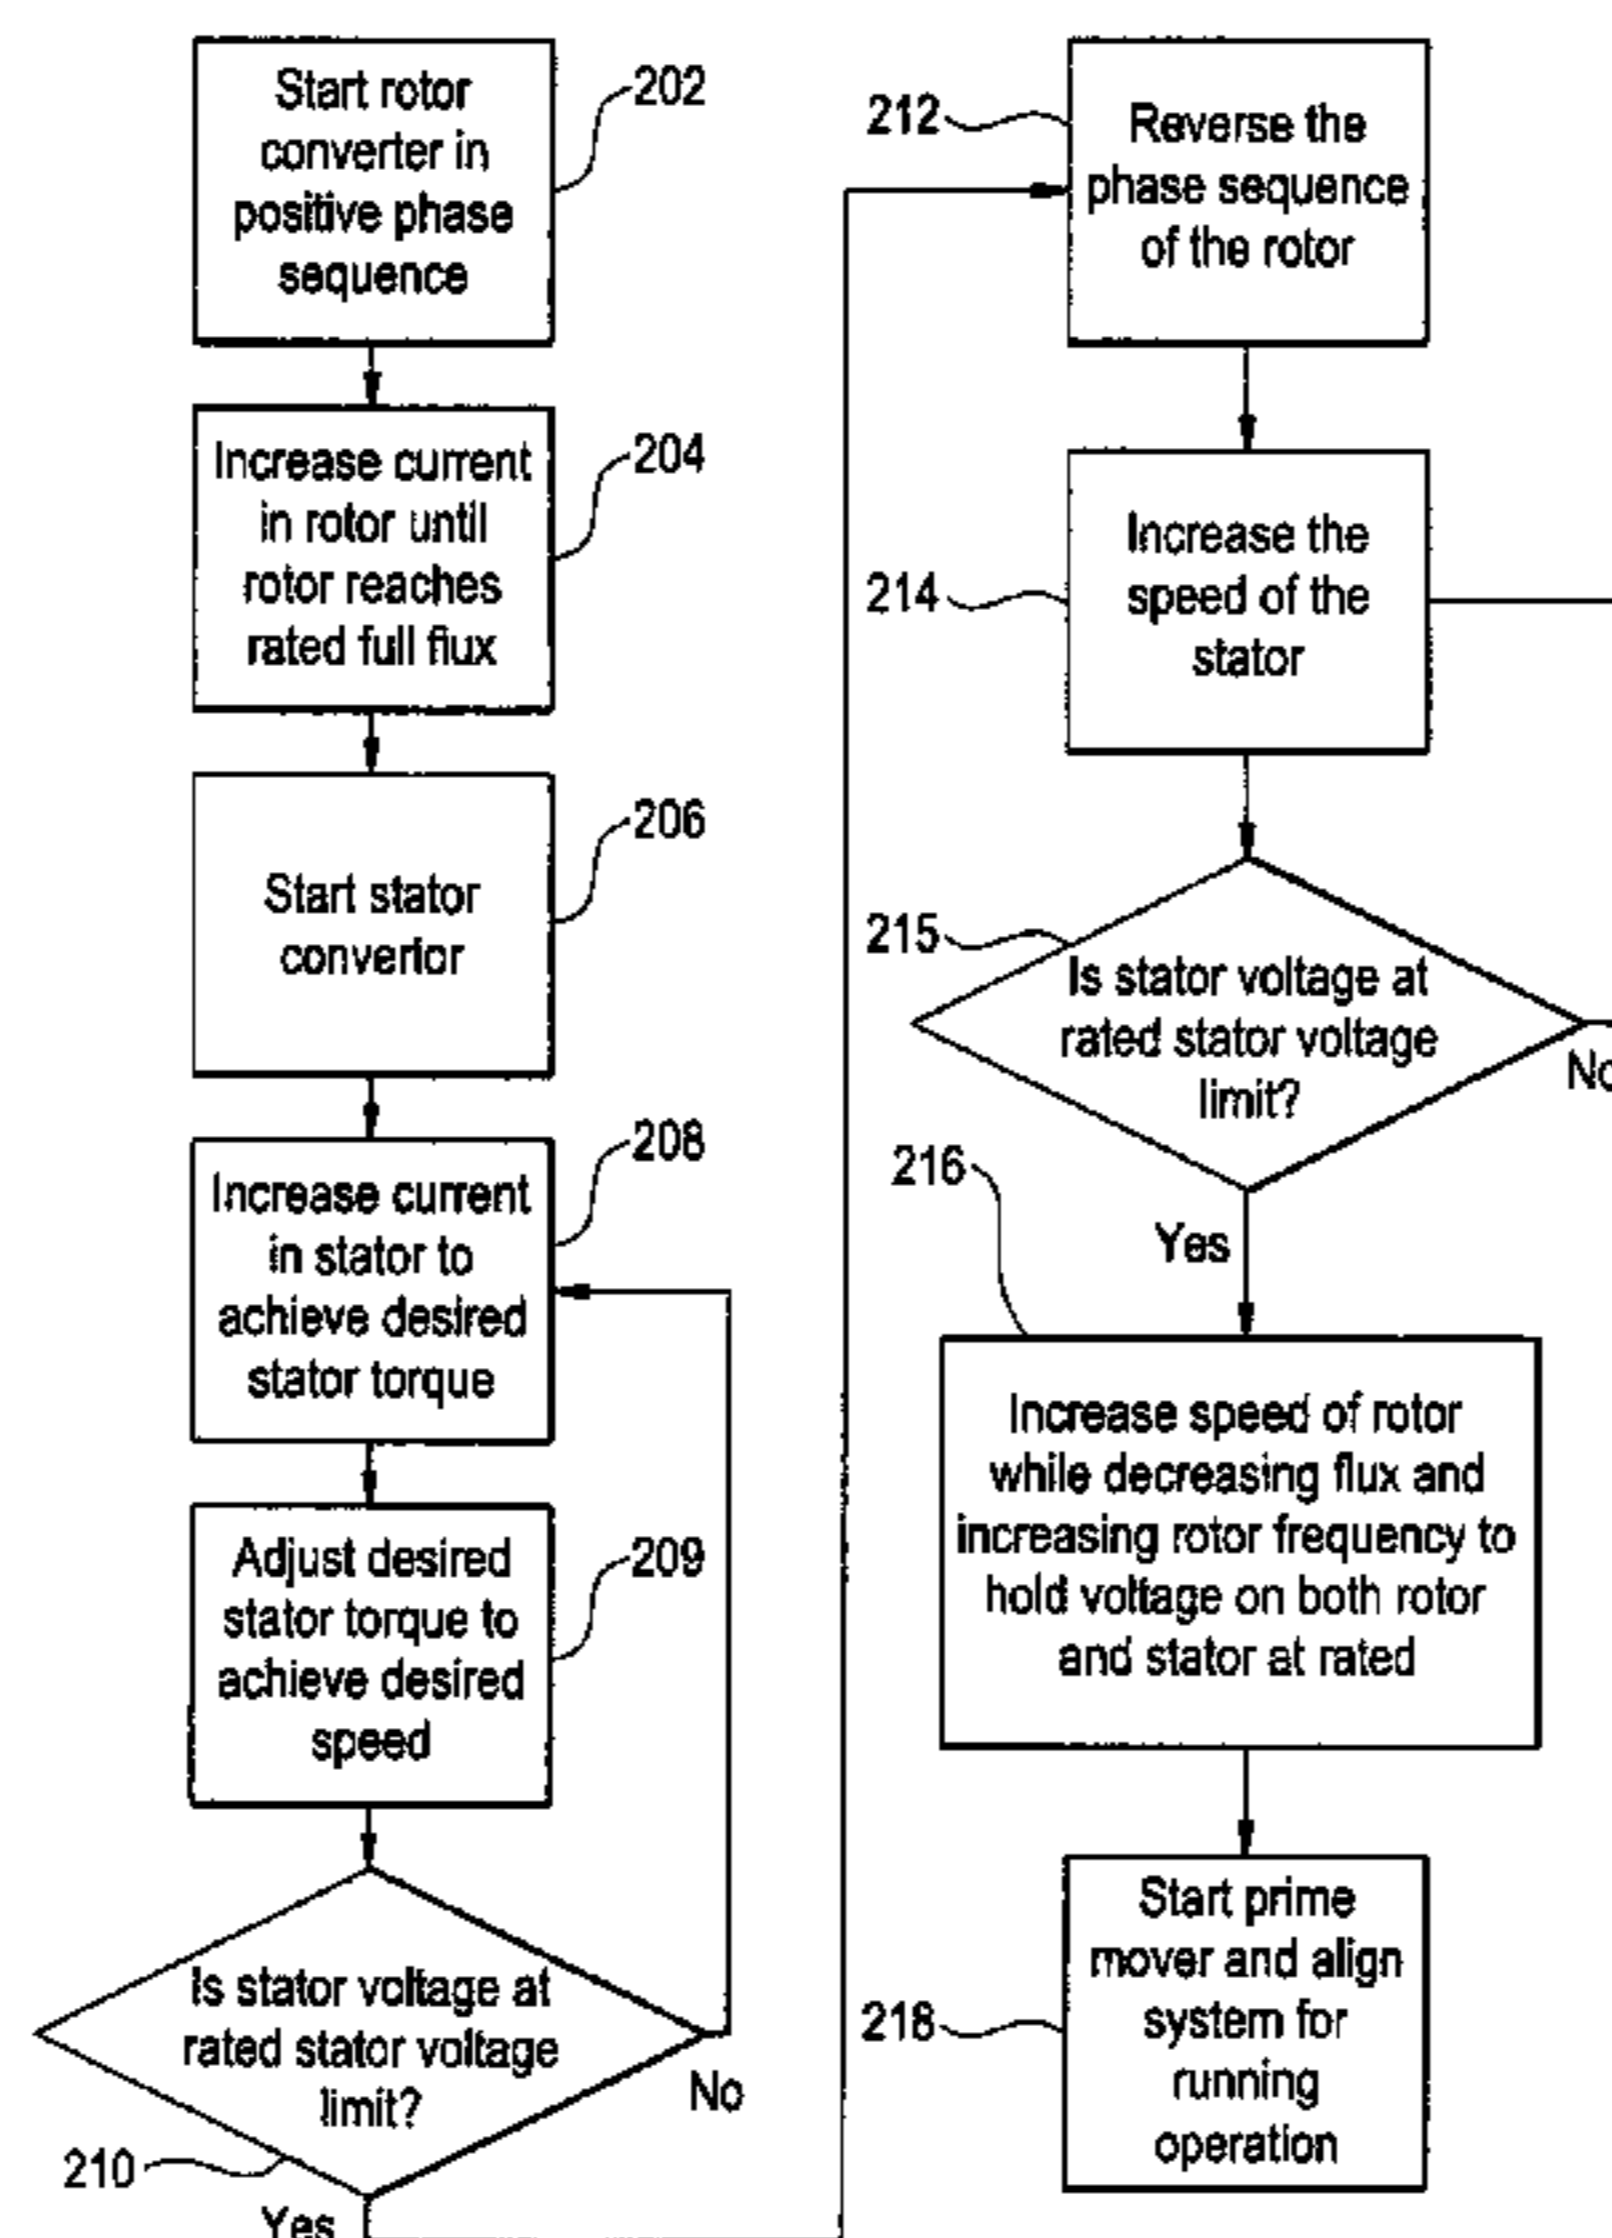 Start rotor
converter in
positive phase
sequence
202
Increase current
in rotor until
rotor reaches
rated full flux
204
Start stator
convertor
206
Increase current
in stator to
achieve desired
stator torque
208
Adjust desired
stator torque to
achieve desired
speed
209
Is stator voltage at
rated stator voltage
limit?
No
210
Yes
212
Reverse the
phase sequence
of the rotor
214
Increase the
speed of the
stator
215
Is stator voltage at
rated stator voltage
limit?
No
216
Yes
Increase speed of rotor
while decreasing flux and
increasing rotor frequency to
hold voltage on both rotor
and stator at rated
218
Start prime
mover and align
system for
running
operation